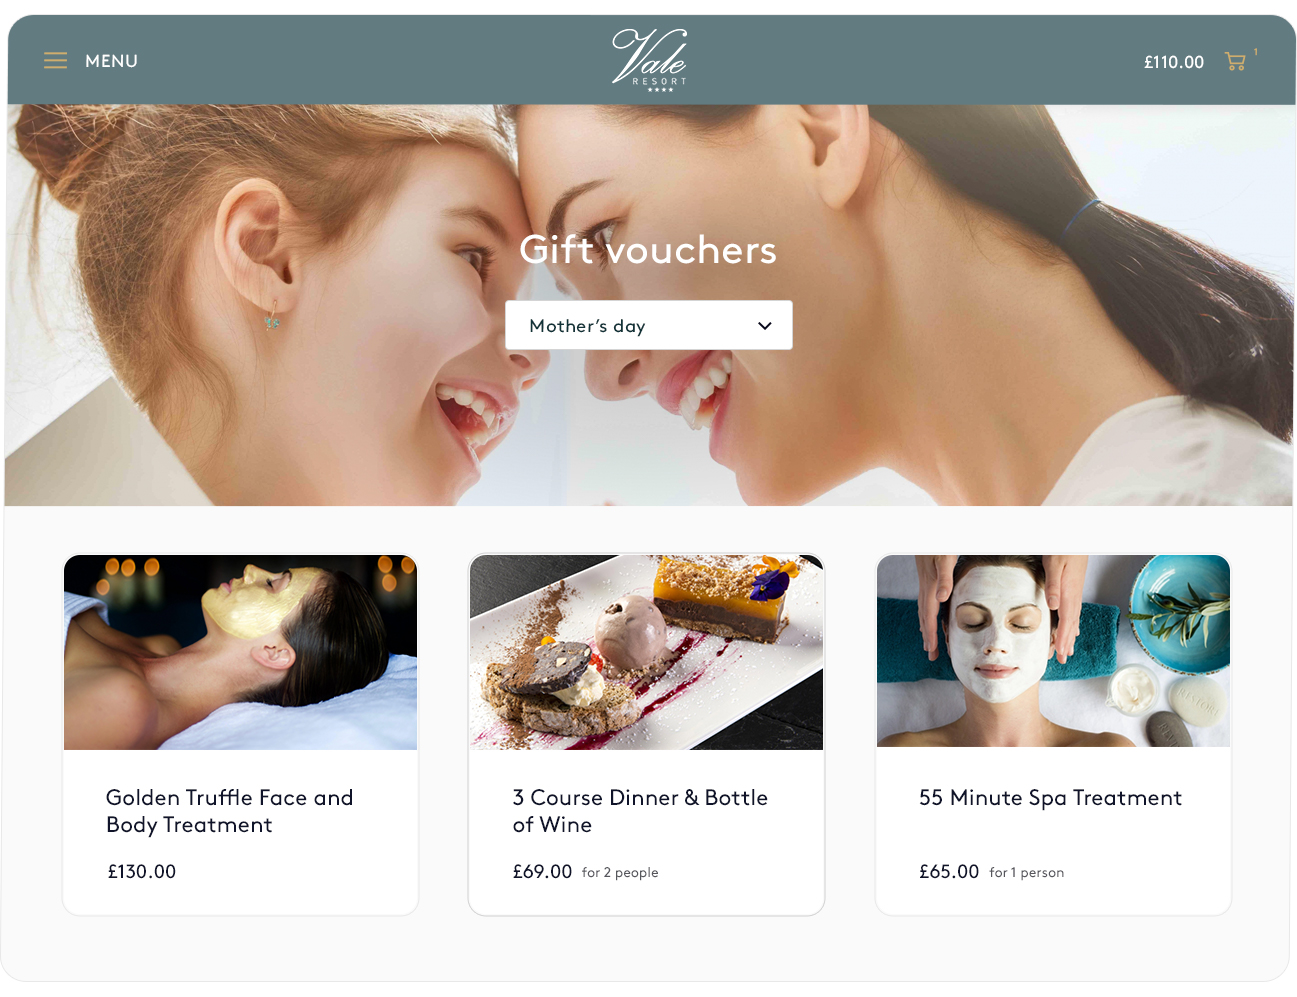 MENU
Vale
RESORT
★★★★
£110.00
1
Gift vouchers
Mother’s day
Golden Truffle Face and
Body Treatment
£130.00
3 Course Dinner & Bottle
of Wine
£69.00 for 2 people
55 Minute Spa Treatment
£65.00 for 1 person